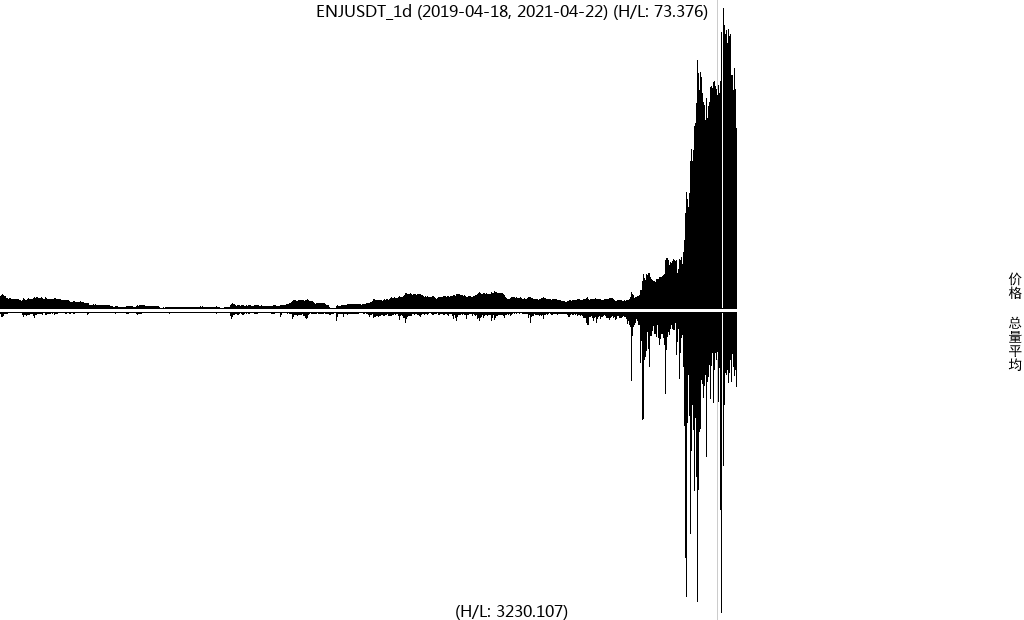 ENJUSDT_1d (2019-04-18, 2021-04-22) (H/L: 73.376)
价格
总量平均
(H/L: 3230.107)